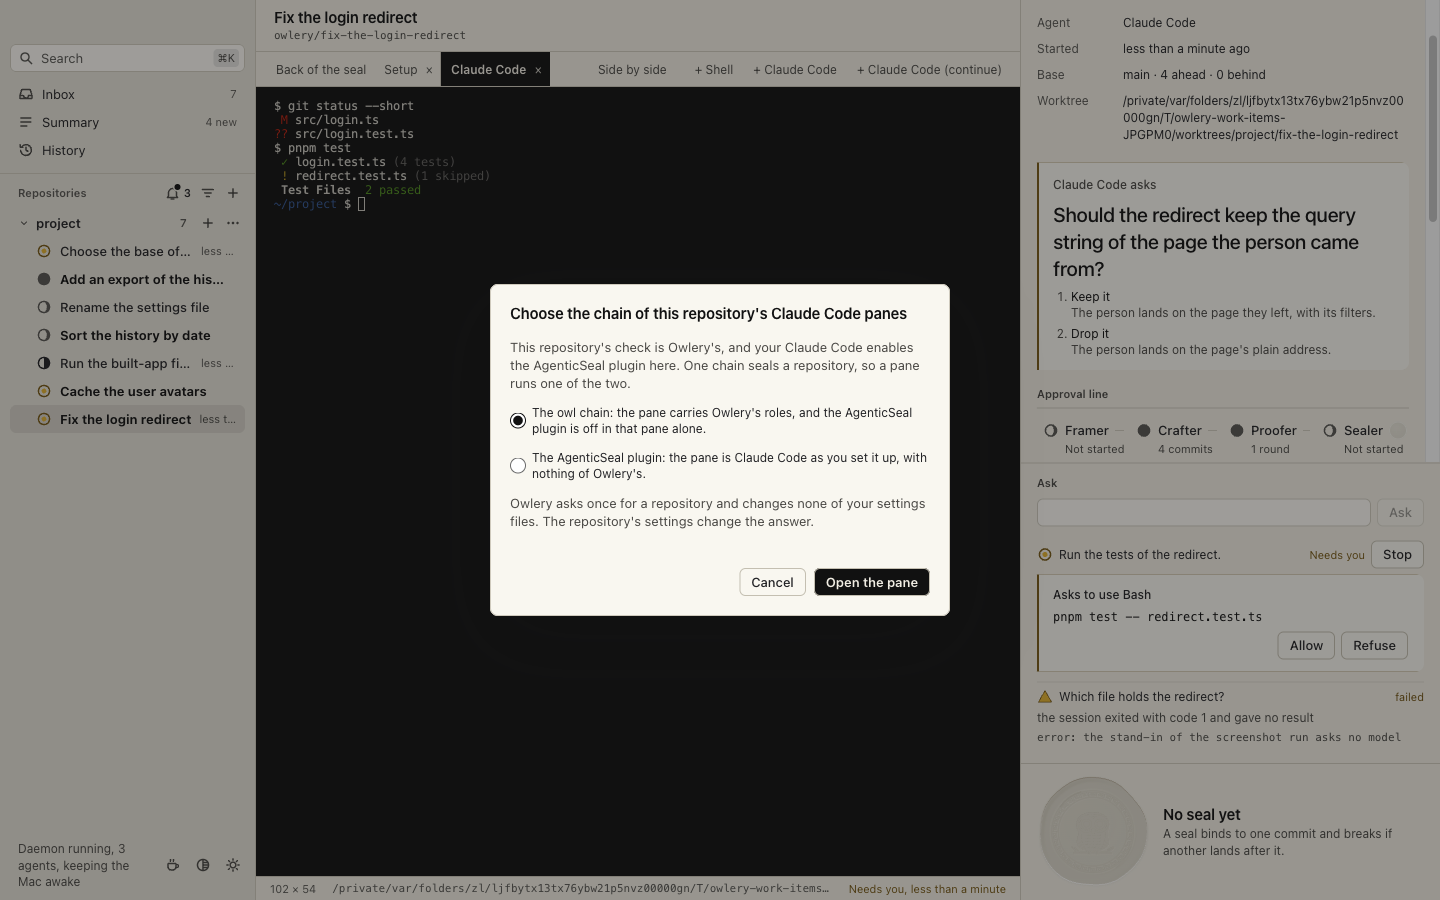 Search ⌘K
Inbox 7
Summary 4 new
History
Repositories 3
project 7
Choose the base of... less ...
Add an export of the his...
Rename the settings file
Sort the history by date
Run the built-app fi... less ...
Cache the user avatars
Fix the login redirect less t...
Daemon running, 3
agents, keeping the
Mac awake
Fix the login redirect
owlery/fix-the-login-redirect
Back of the seal Setup × Claude Code × Side by side + Shell + Claude Code + Claude Code (continue)
$ git status --short
M src/login.ts
?? src/login.test.ts
$ pnpm test
✓ login.test.ts (4 tests)
! redirect.test.ts (1 skipped)
Test Files 2 passed
~/project $
Choose the chain of this repository's Claude Code panes
This repository's check is Owlery's, and your Claude Code enables
the AgenticSeal plugin here. One chain seals a repository, so a pane
runs one of the two.
The owl chain: the pane carries Owlery's roles, and the AgenticSeal
plugin is off in that pane alone.
The AgenticSeal plugin: the pane is Claude Code as you set it up, with
nothing of Owlery's.
Owlery asks once for a repository and changes none of your settings
files. The repository's settings change the answer.
Cancel Open the pane
102 × 54 /private/var/folders/zl/ljfbytx13tx76ybw21p5nvz00000gn/T/owlery-work-items… Needs you, less than a minute
Agent Claude Code
Started less than a minute ago
Base main · 4 ahead · 0 behind
Worktree /private/var/folders/zl/ljfbytx13tx76ybw21p5nvz00
000gn/T/owlery-work-items-
JPGPM0/worktrees/project/fix-the-login-redirect
Claude Code asks
Should the redirect keep the query
string of the page the person came
from?
1. Keep it
The person lands on the page they left, with its filters.
2. Drop it
The person lands on the page's plain address.
Approval line
Framer Crafter Proofer Sealer
Not started 4 commits 1 round Not started
Ask
Ask
Run the tests of the redirect. Needs you Stop
Asks to use Bash
pnpm test -- redirect.test.ts
Allow Refuse
Which file holds the redirect? failed
the session exited with code 1 and gave no result
error: the stand-in of the screenshot run asks no model
No seal yet
A seal binds to one commit and breaks if
another lands after it.